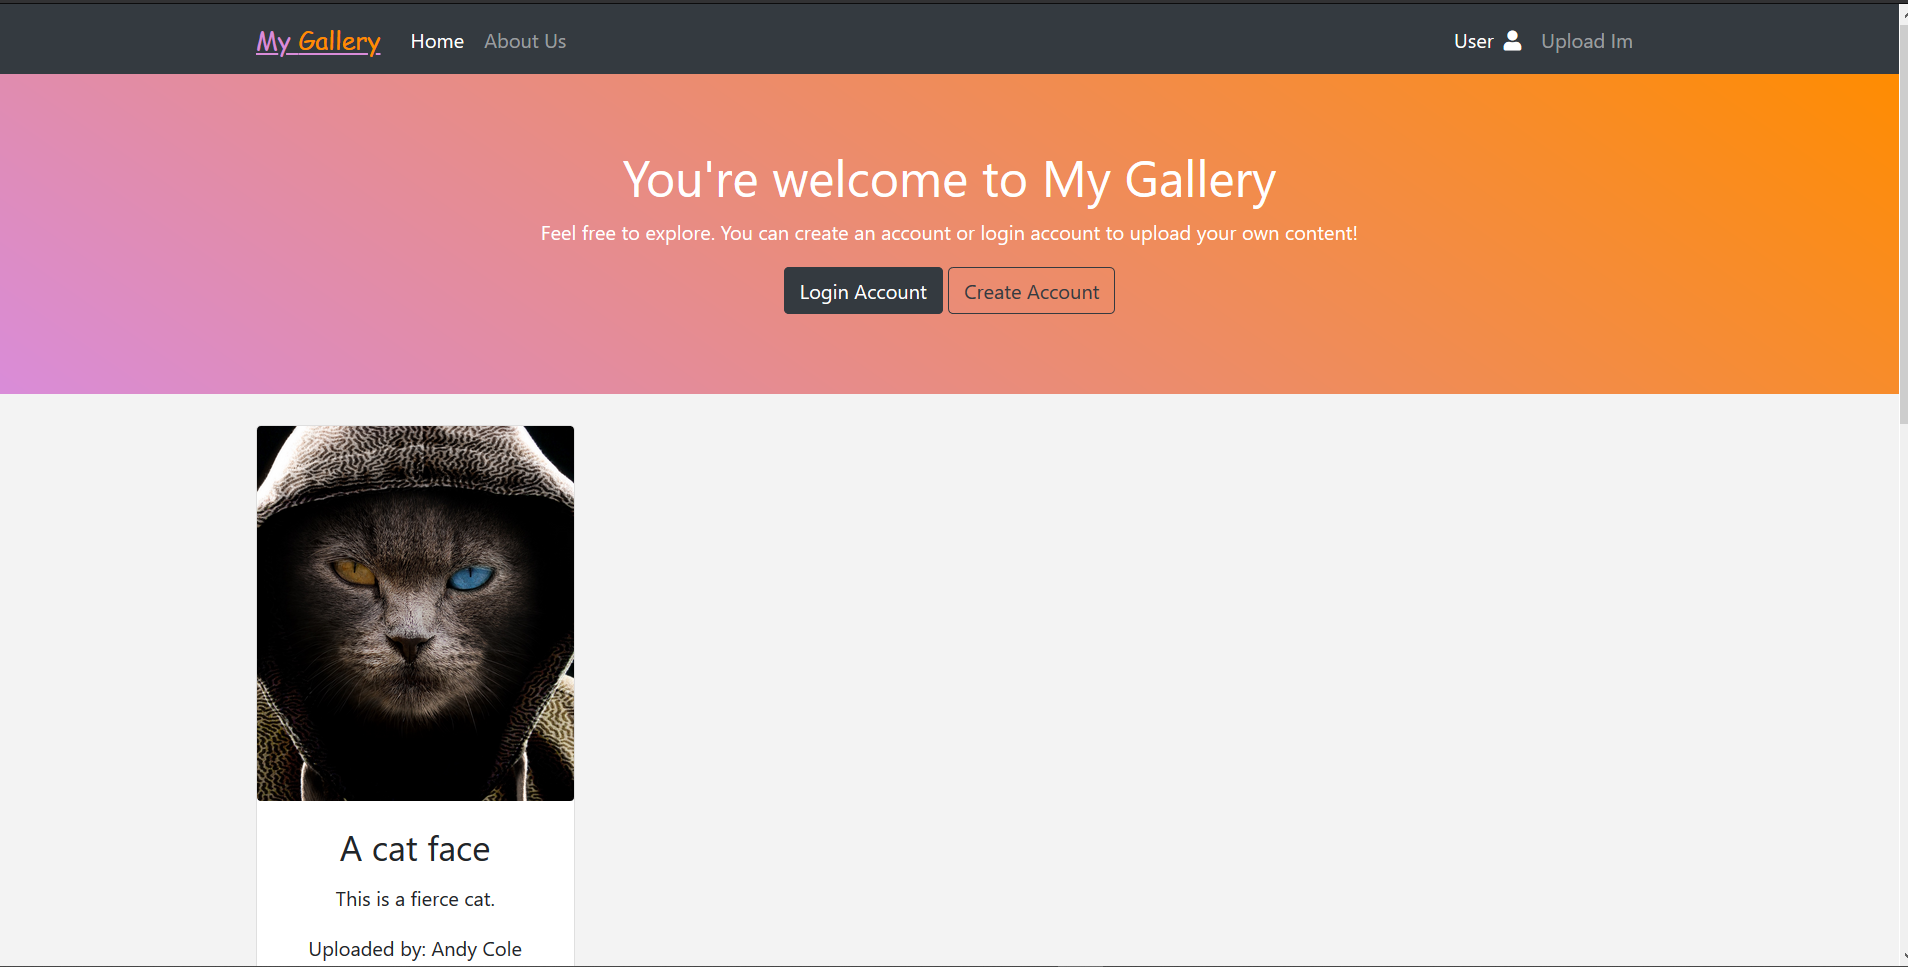 My Gallery Home About Us User Upload Im
You're welcome to My Gallery
Feel free to explore. You can create an account or login account to upload your own content!
Login Account Create Account
A cat face
This is a fierce cat.
Uploaded by: Andy Cole